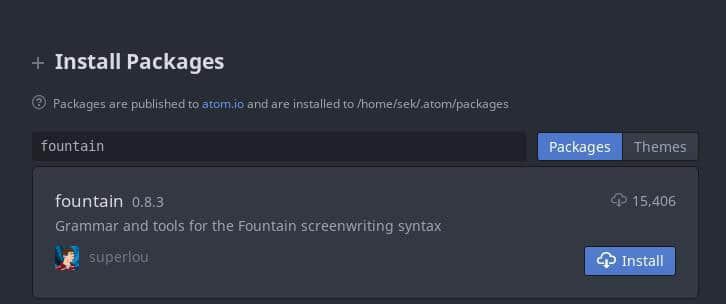 Install Packages
Packages are published to atom.io and are installed to /home/sek/.atom/packages
fountain
Packages Themes
fountain 0.8.3 15,406
Grammar and tools for the Fountain screenwriting syntax
superlou
Install